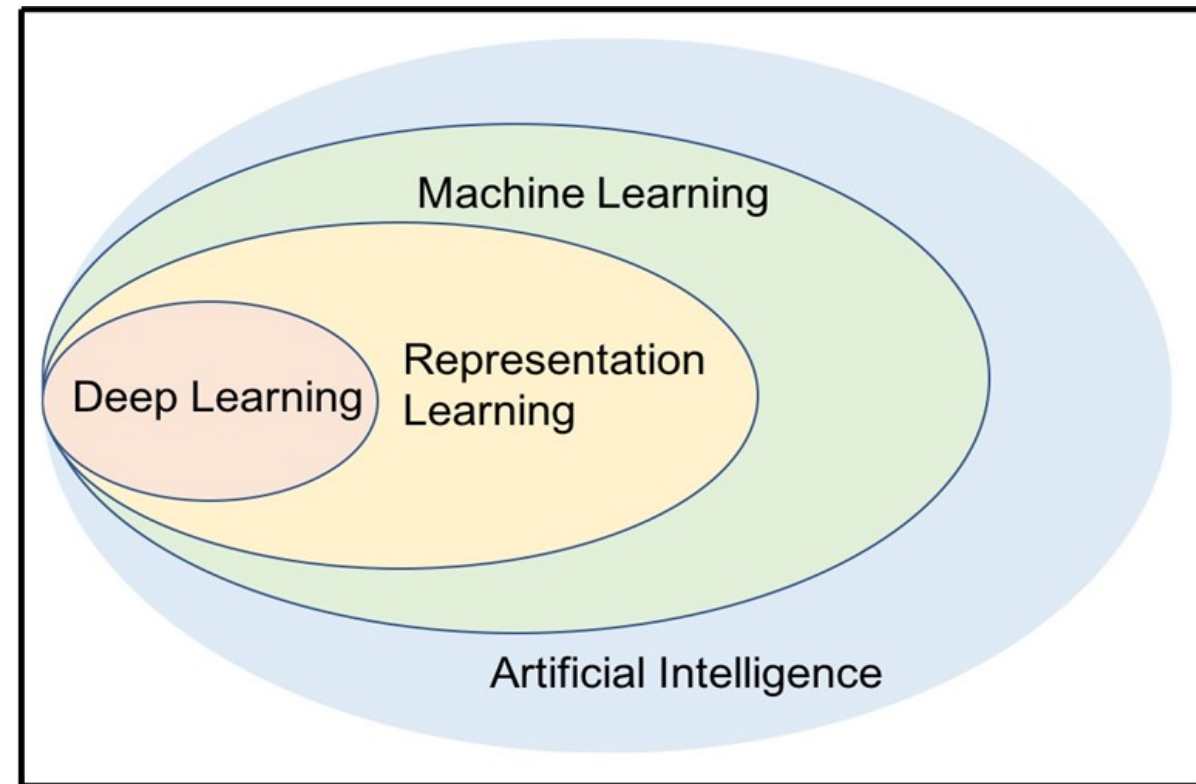 Machine Learning
Representation
Learning
Deep Learning
Artificial Intelligence